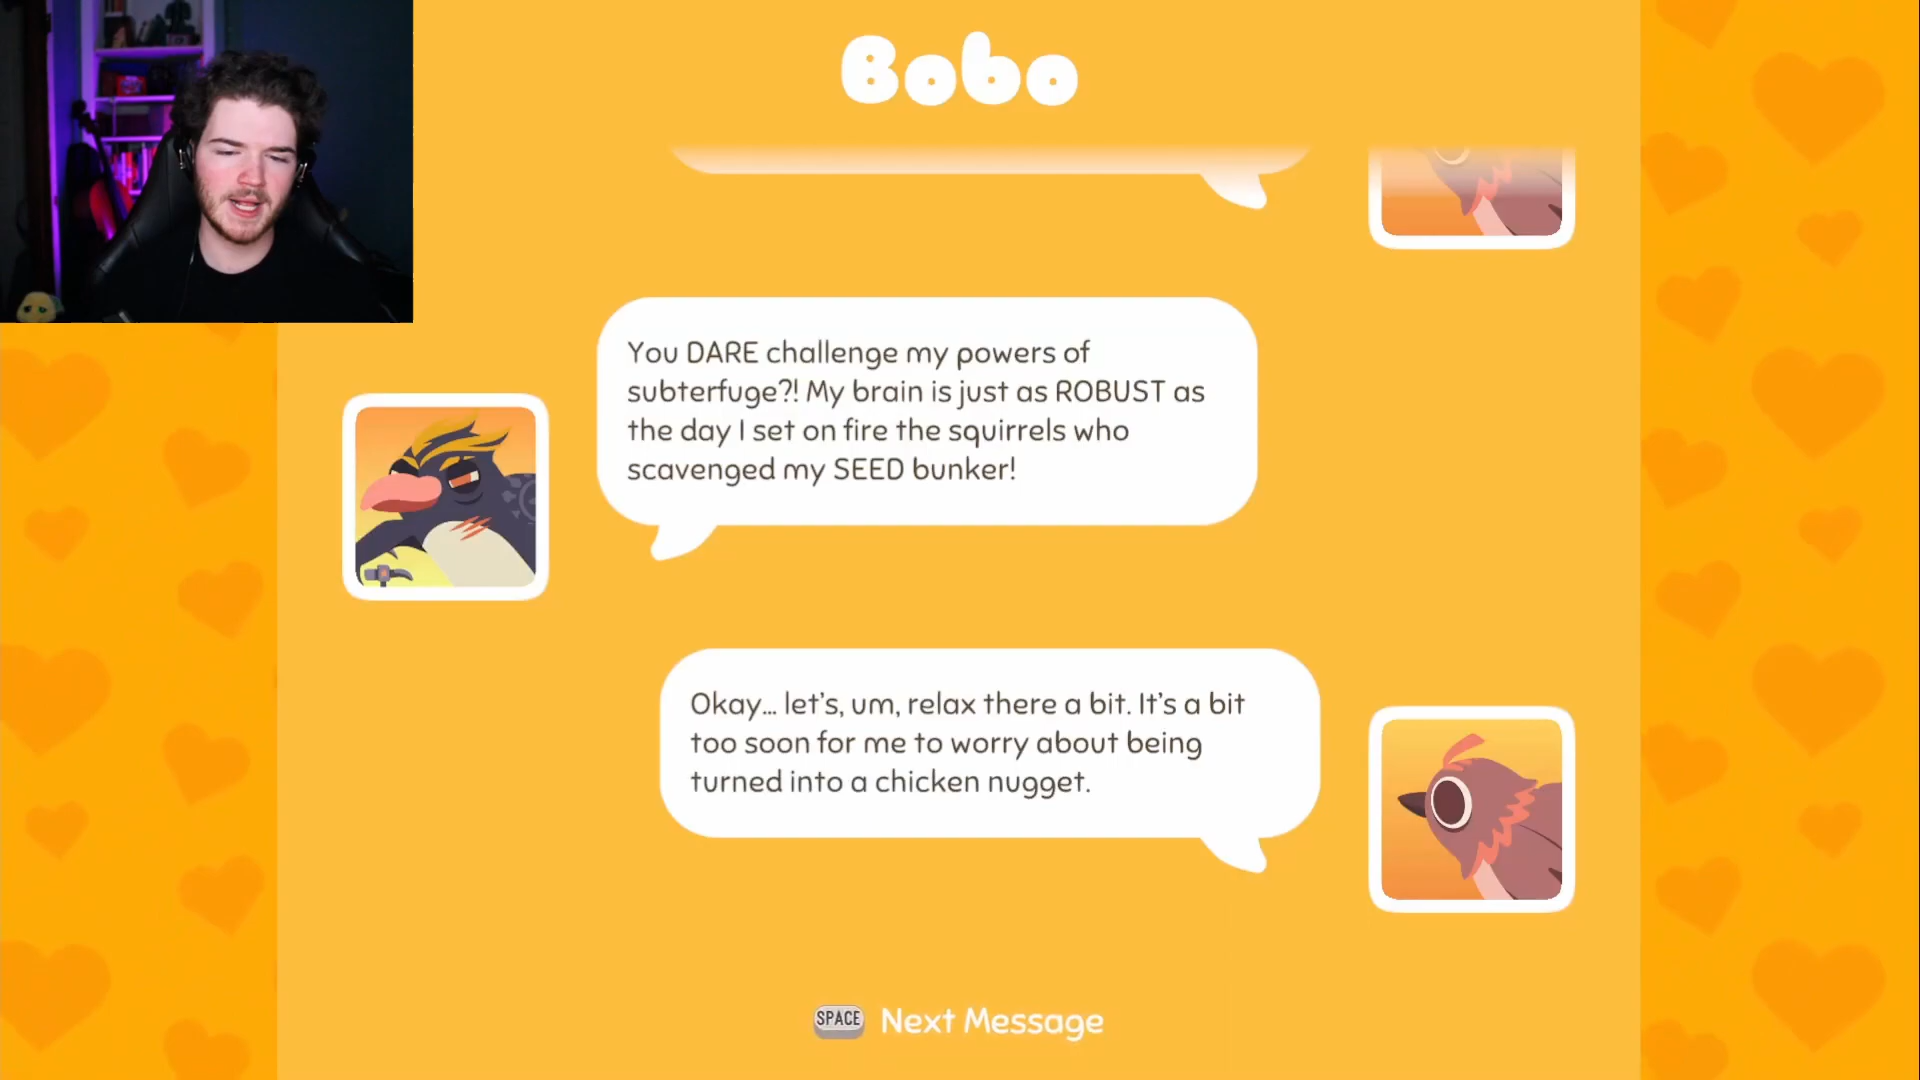 Bobo
You DARE challenge my powers of
subterfuge?! My brain is just as ROBUST as
the day I set on fire the squirrels who
scavenged my SEED bunker!
Okay... let's, um, relax there a bit. It's a bit
too soon for me to worry about being
turned into a chicken nugget.
SPACE Next Message